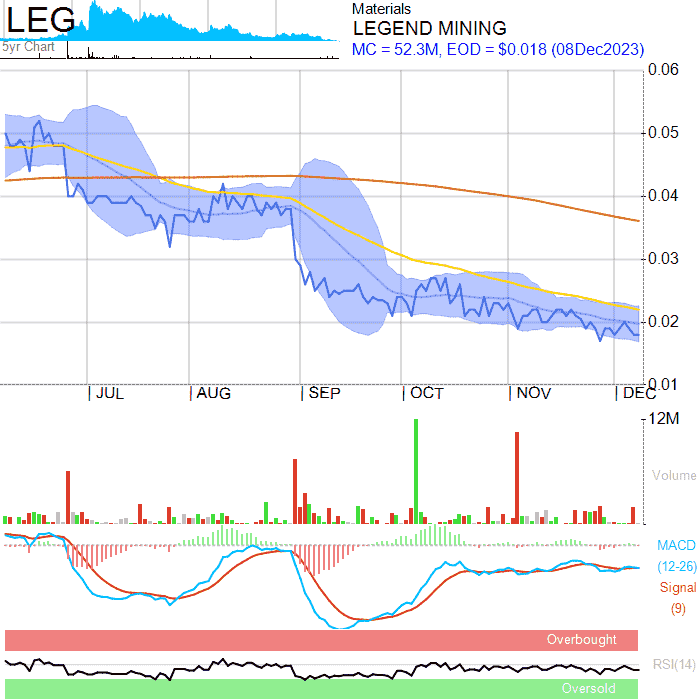 LEG
5yr Chart
Materials
LEGEND MINING
MC = 52.3M, EOD = $0.018 (08Dec2023)
0.06
0.05
0.04
0.03
0.02
0.01
JUL AUG SEP OCT NOV DEC
12M
Volume
MACD
(12-26)
Signal
(9)
Overbought
RSI(14)
Oversold